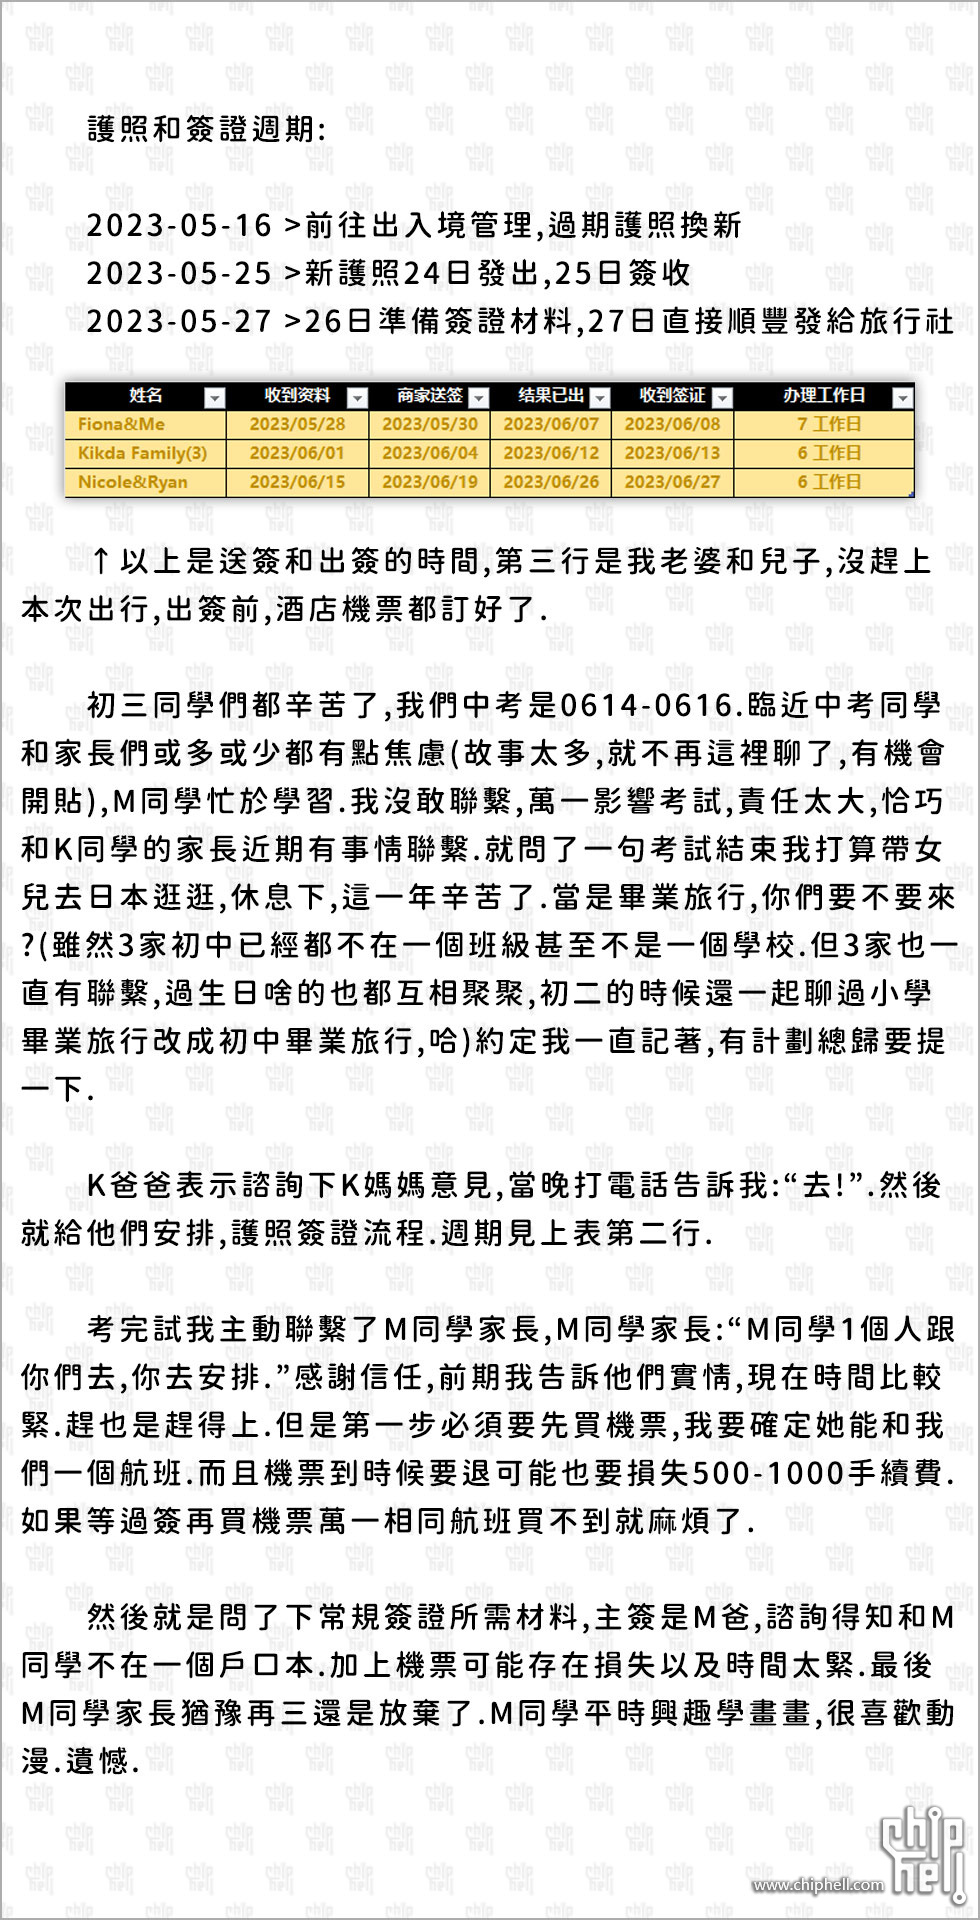 護照和簽證週期:
2023-05-16 >前往出入境管理,過期護照換新
2023-05-25 >新護照24日發出,25日簽收
2023-05-27 >26日準備簽證材料,27日直接順豐發給旅行社
姓名 收到资料 商家送签 结果已出 收到签证 办理工作日
Fiona&Me 2023/05/28 2023/05/30 2023/06/07 2023/06/08 7 工作日
Kikda Family(3) 2023/06/01 2023/06/04 2023/06/12 2023/06/13 6 工作日
Nicole&Ryan 2023/06/15 2023/06/19 2023/06/26 2023/06/27 6 工作日
↑以上是送簽和出簽的時間,第三行是我老婆和兒子,沒趕上
本次出行,出簽前,酒店機票都訂好了.
初三同學們都辛苦了,我們中考是0614-0616.臨近中考同學
和家長們或多或少都有點焦慮(故事太多,就不再這裡聊了,有機會
開貼),M同學忙於學習.我沒敢聯繫,萬一影響考試,責任太大,恰巧
和K同學的家長近期有事情聯繫.就問了一句考試結束我打算帶女
兒去日本逛逛,休息下,這一年辛苦了.當是畢業旅行,你們要不要來
?(雖然3家初中已經都不在一個班級甚至不是一個學校.但3家也一
直有聯繫,過生日啥的也都互相聚聚,初二的時候還一起聊過小學
畢業旅行改成初中畢業旅行,哈)約定我一直記著,有計劃總歸要提
一下.
K爸爸表示諮詢下K媽媽意見,當晚打電話告訴我:“去!”.然後
就給他們安排,護照簽證流程.週期見上表第二行.
考完試我主動聯繫了M同學家長,M同學家長:“M同學1個人跟
你們去,你去安排.”感謝信任,前期我告訴他們實情,現在時間比較
緊.趕也是趕得上.但是第一步必須要先買機票,我要確定她能和我
們一個航班.而且機票到時候要退可能也要損失500-1000手續費.
如果等過簽再買機票萬一相同航班買不到就麻煩了.
然後就是問了下常規簽證所需材料,主簽是M爸,諮詢得知和M
同學不在一個戶口本.加上機票可能存在損失以及時間太緊.最後
M同學家長猶豫再三還是放棄了.M同學平時興趣學畫畫,很喜歡動
漫.遺憾.
chip
hell
www.chiphell.com